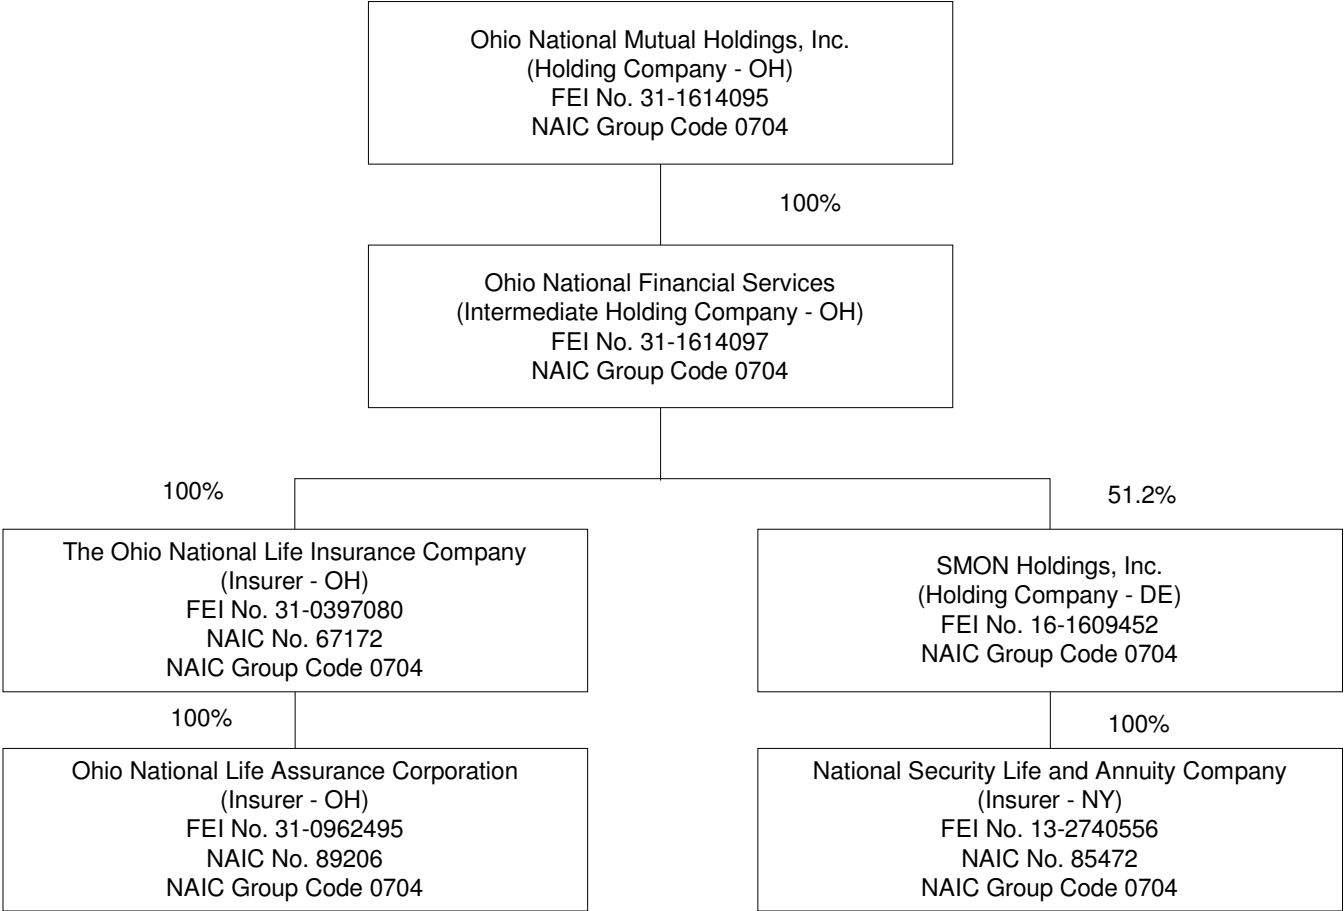 Ohio National Mutual Holdings, Inc.
(Holding Company - OH)
FEI No. 31-1614095
NAIC Group Code 0704
100%
Ohio National Financial Services
(Intermediate Holding Company - OH)
FEI No. 31-1614097
NAIC Group Code 0704
100%
51.2%
The Ohio National Life Insurance Company
(Insurer - OH)
FEI No. 31-0397080
NAIC No. 67172
NAIC Group Code 0704
SMON Holdings, Inc.
(Holding Company - DE)
FEI No. 16-1609452
NAIC Group Code 0704
100%
100%
Ohio National Life Assurance Corporation
(Insurer - OH)
FEI No. 31-0962495
NAIC No. 89206
NAIC Group Code 0704
National Security Life and Annuity Company
(Insurer - NY)
FEI No. 13-2740556
NAIC No. 85472
NAIC Group Code 0704